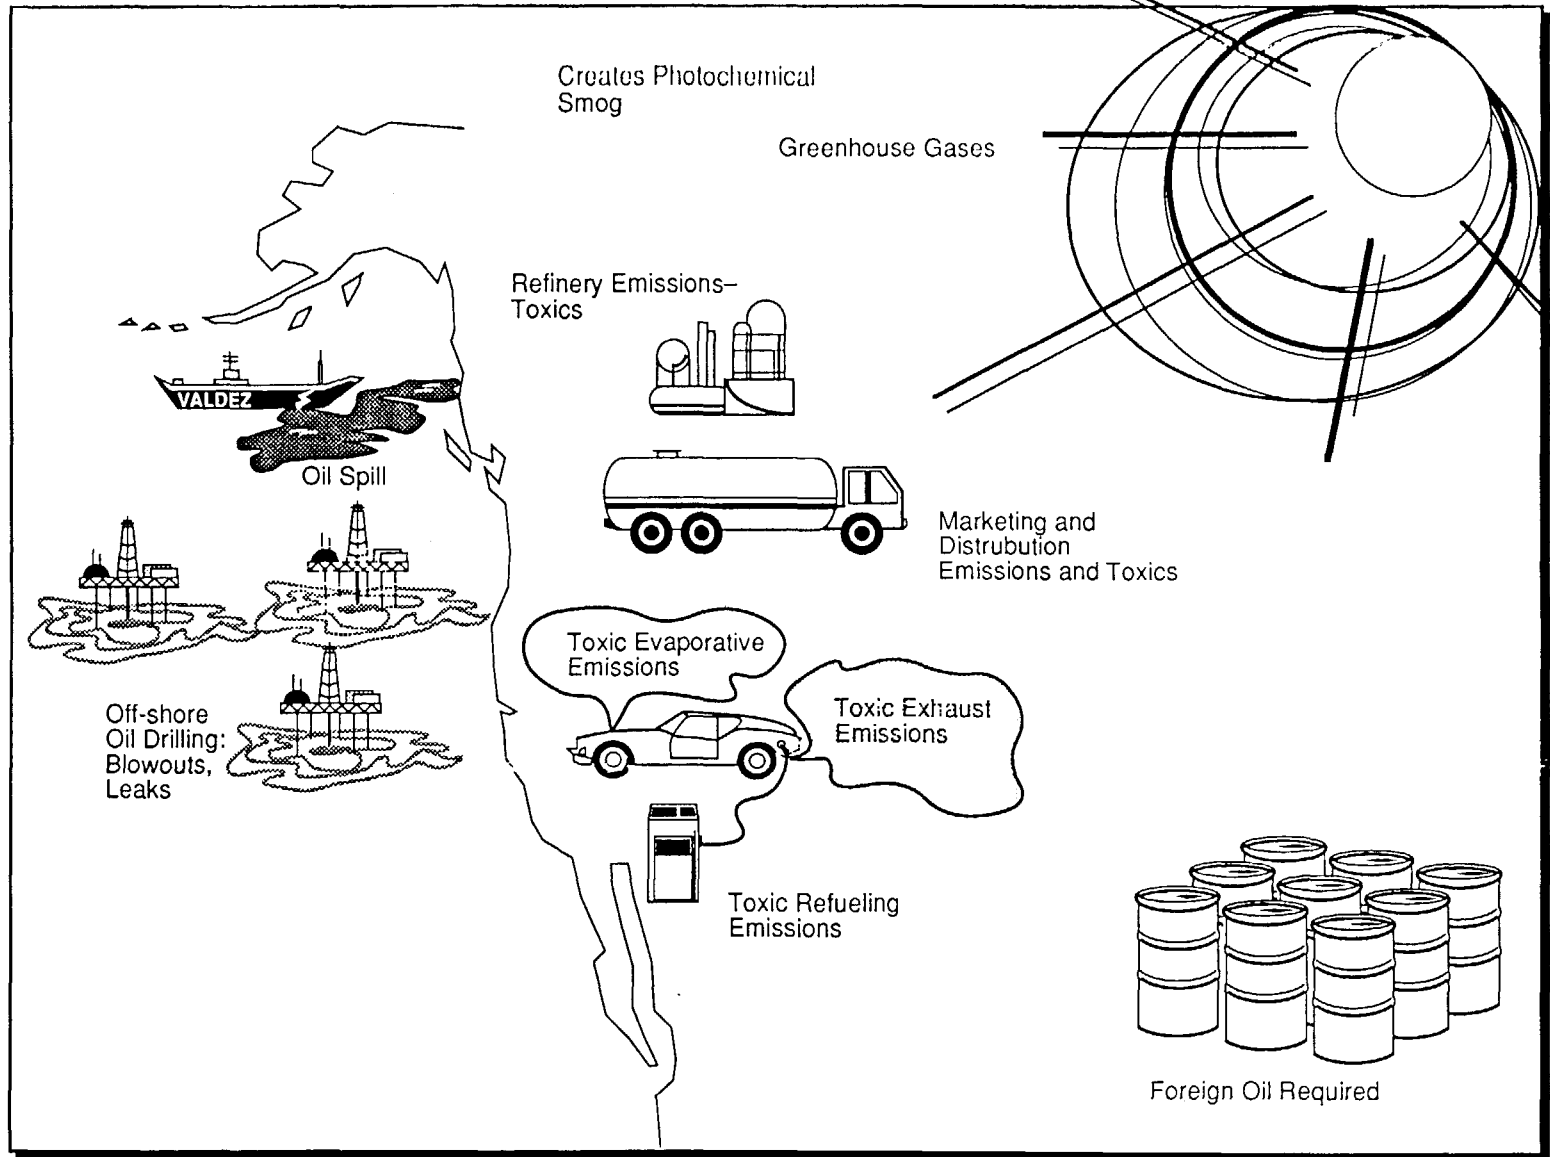 Creates Photochemical
Smog
Greenhouse Gases
Refinery Emissions–
Toxics
VALDEZ
Oil Spill
Marketing and
Distrubution
Emissions and Toxics
Toxic Evaporative
Emissions
Toxic Exhaust
Emissions
Off-shore
Oil Drilling:
Blowouts,
Leaks
Toxic Refueling
Emissions
Foreign Oil Required